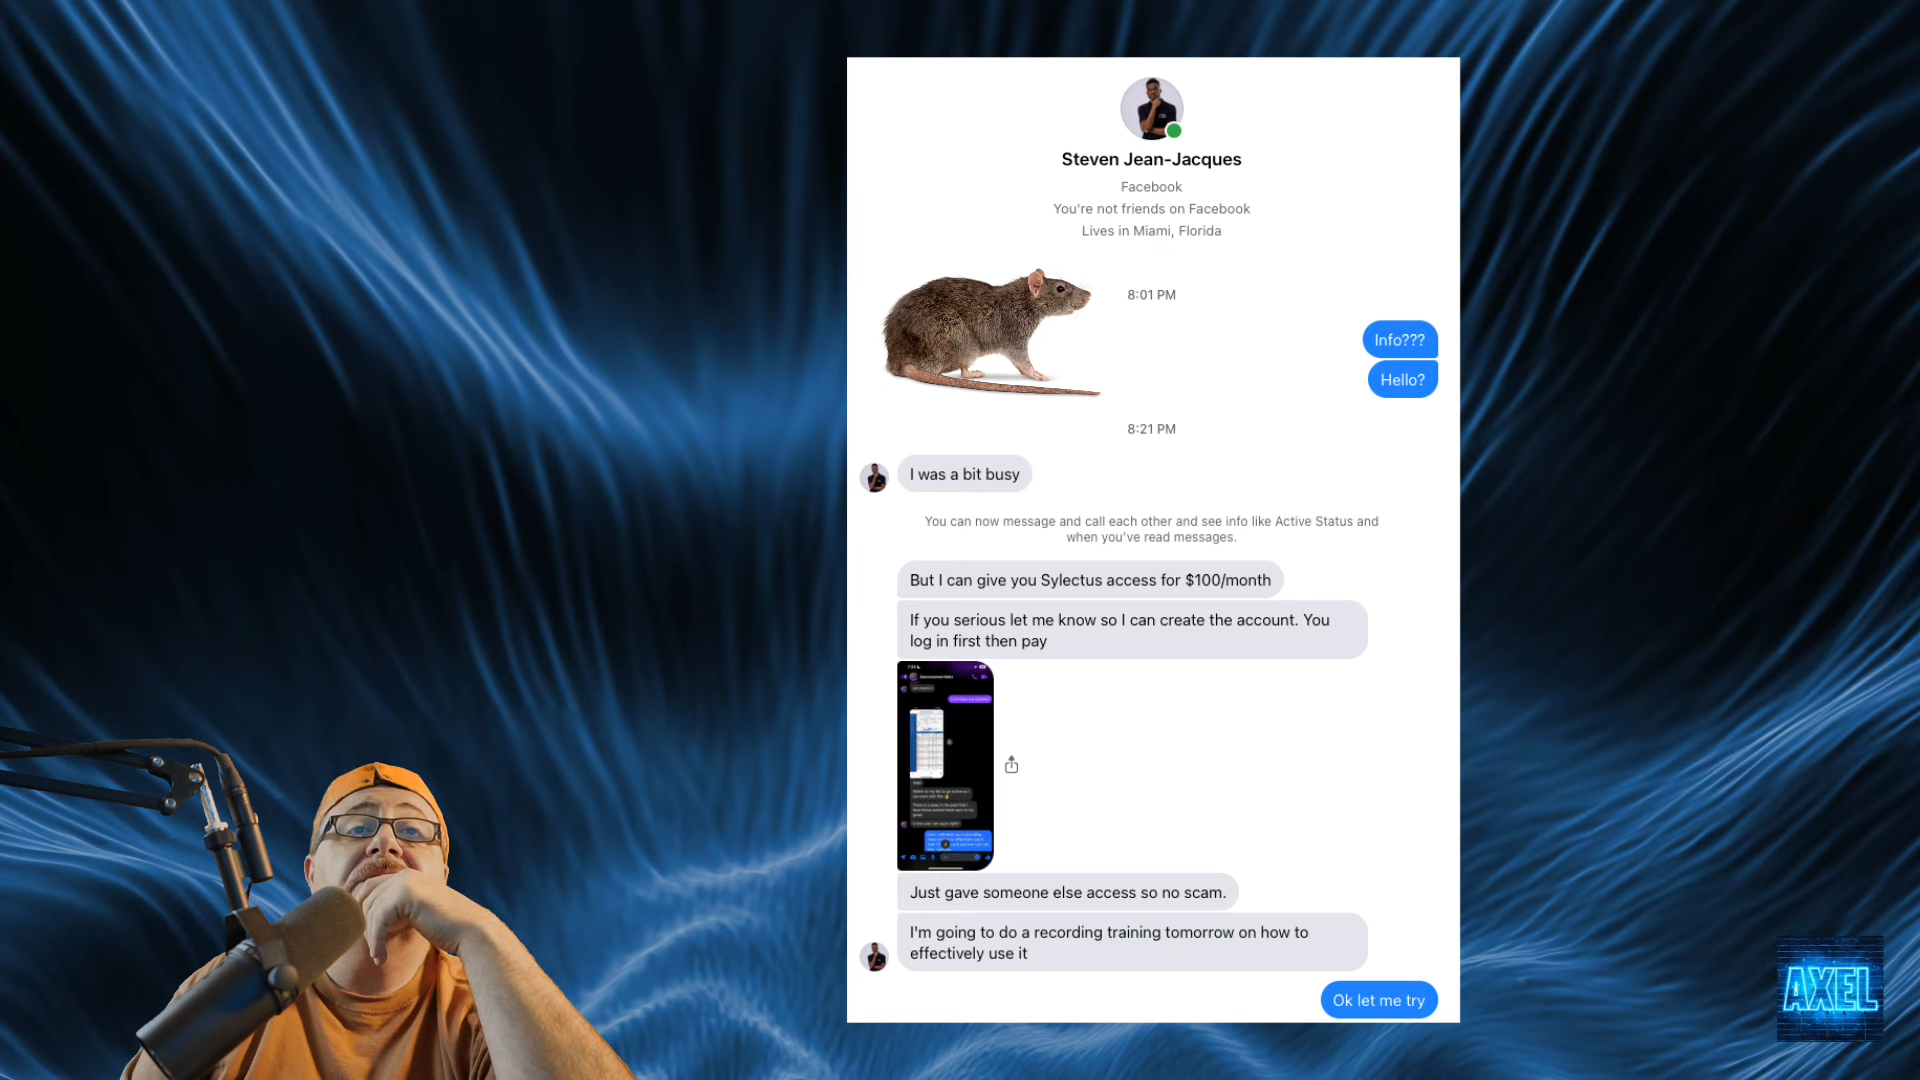 Steven Jean-Jacques
Facebook
You're not friends on Facebook
Lives in Miami, Florida
8:01 PM
Info???
Hello?
8:21 PM
I was a bit busy
You can now message and call each other and see info like Active Status and
when you've read messages.
But I can give you Sylectus access for $100/month
If you serious let me know so I can create the account. You
log in first then pay
Just gave someone else access so no scam.
I'm going to do a recording training tomorrow on how to
effectively use it
Ok let me try
AXEL